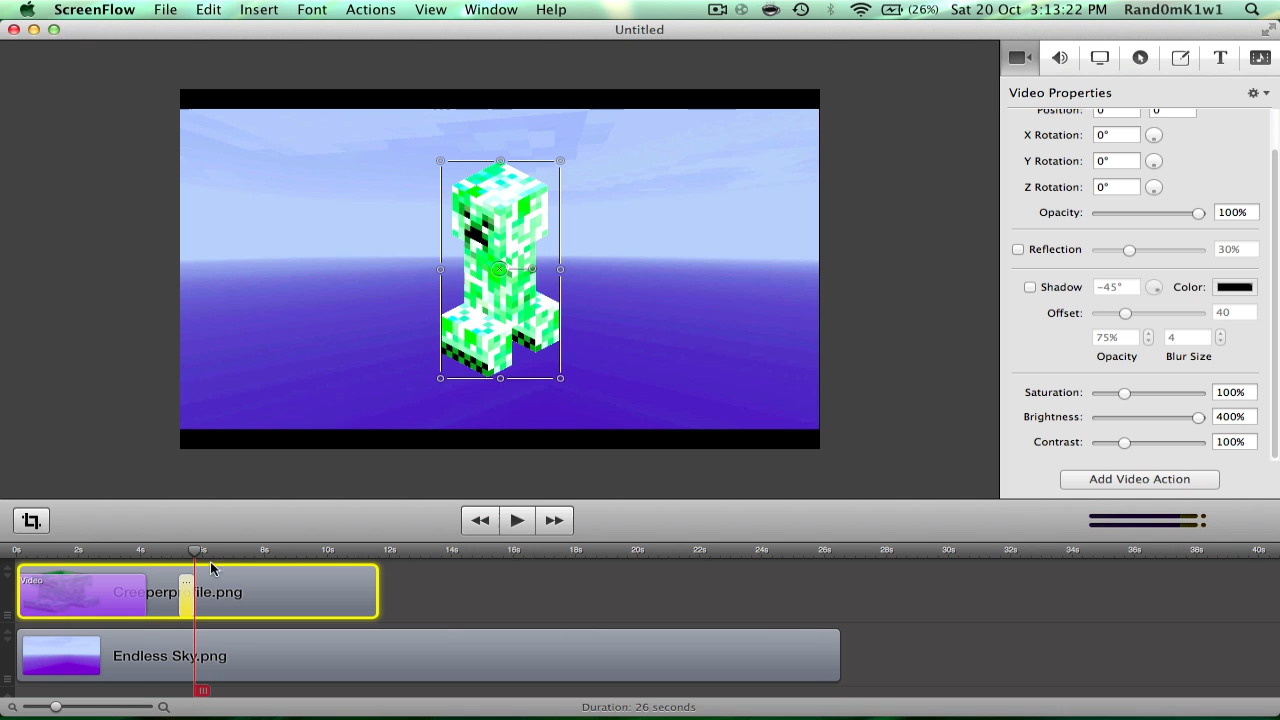 ScreenFlow File Edit Insert Font Actions View Window Help (26%) Sat 20 Oct 3:13:22 PM Rand0mK1w1
Untitled
Video Properties
Position: 0 0
X Rotation: 0°
Y Rotation: 0°
Z Rotation: 0°
Opacity: 100%
Reflection 30%
Shadow -45° Color:
Offset: 40
75% 4
Opacity Blur Size
Saturation: 100%
Brightness: 400%
Contrast: 100%
Add Video Action
0s 2s 4s 6s 8s 10s 12s 14s 16s 18s 20s 22s 24s 26s 28s 30s 32s 34s 36s 38s 40s
Video ...
Creeperprofile.png
Endless Sky.png
Duration: 26 seconds